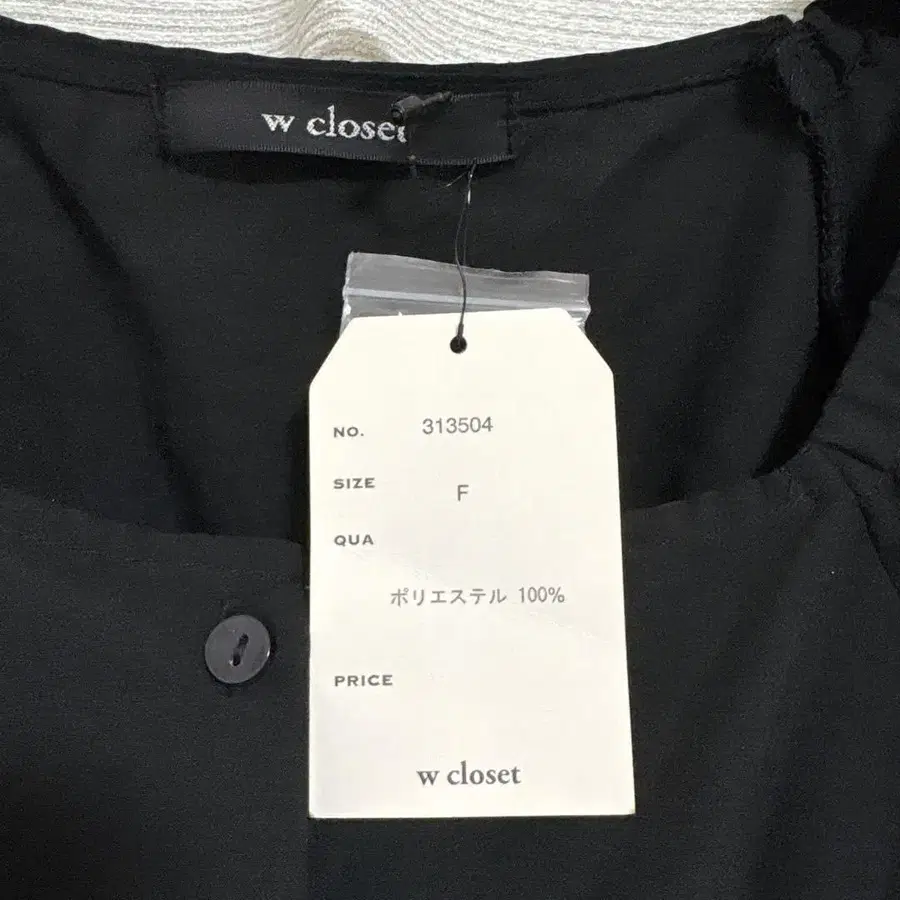 w closet
NO. 313504
SIZE F
QUA
ポリエステル 100%
PRICE
w closet